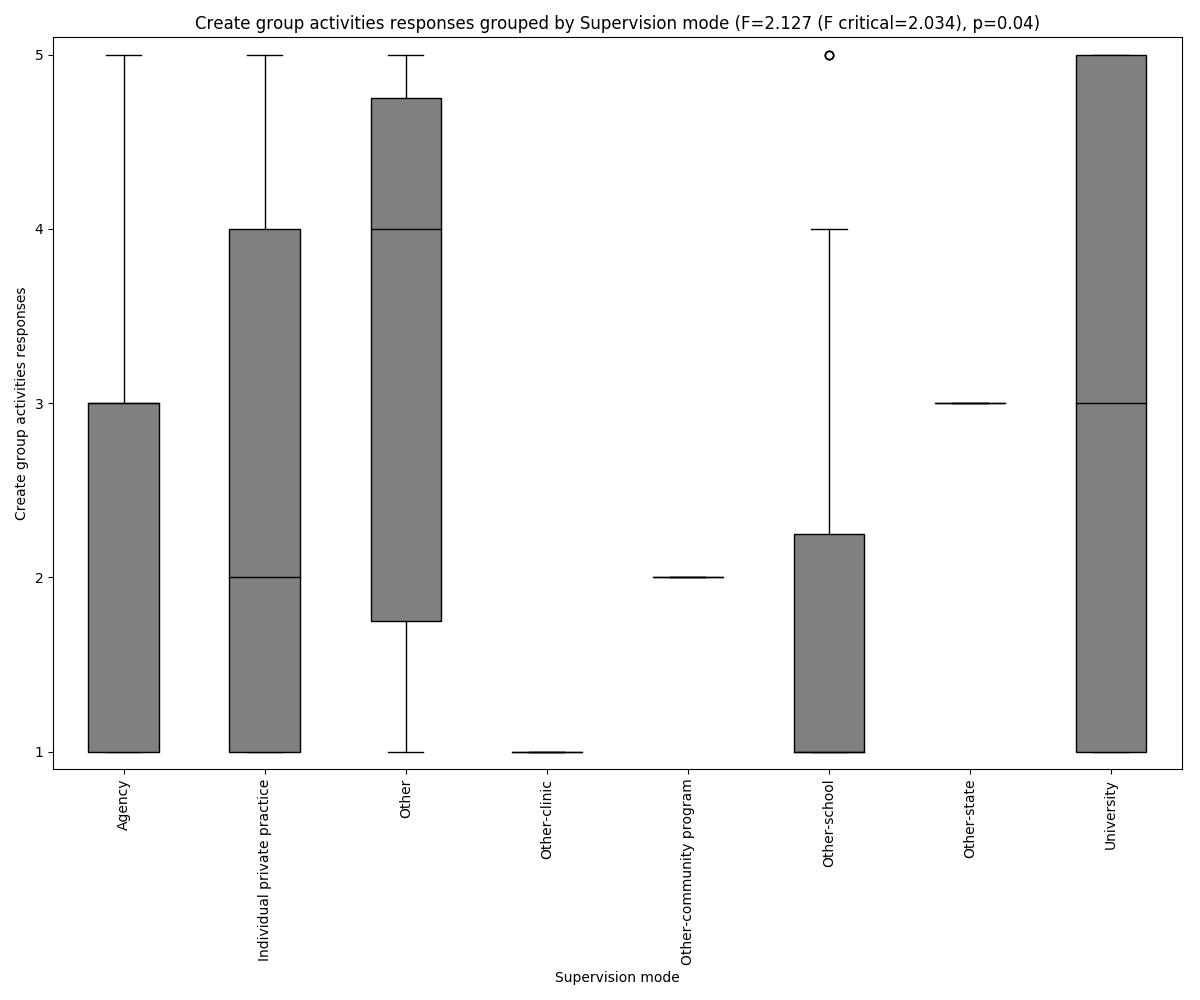 Create group activities responses grouped by Supervision mode (F=2.127 (F critical=2.034), p=0.04)
Create group activities responses
5
4
3
2
1
Agency
Individual private practice
Other
Other-clinic
Other-community program
Other-school
Other-state
University
Supervision mode